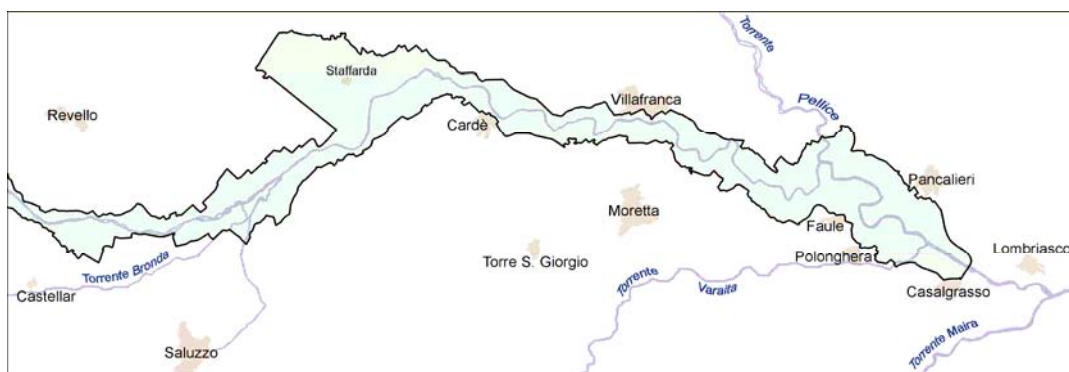 Torrente
Pellice
Staffarda
Revello
Villafranca
Cardè
Pancalieri
Moretta
Faule
Torre S. Giorgio
Polonghera
Lombriasco
Torrente Bronda
Torrente
Varaita
Castellar
Casalgrasso
Torrente Maira
Saluzzo